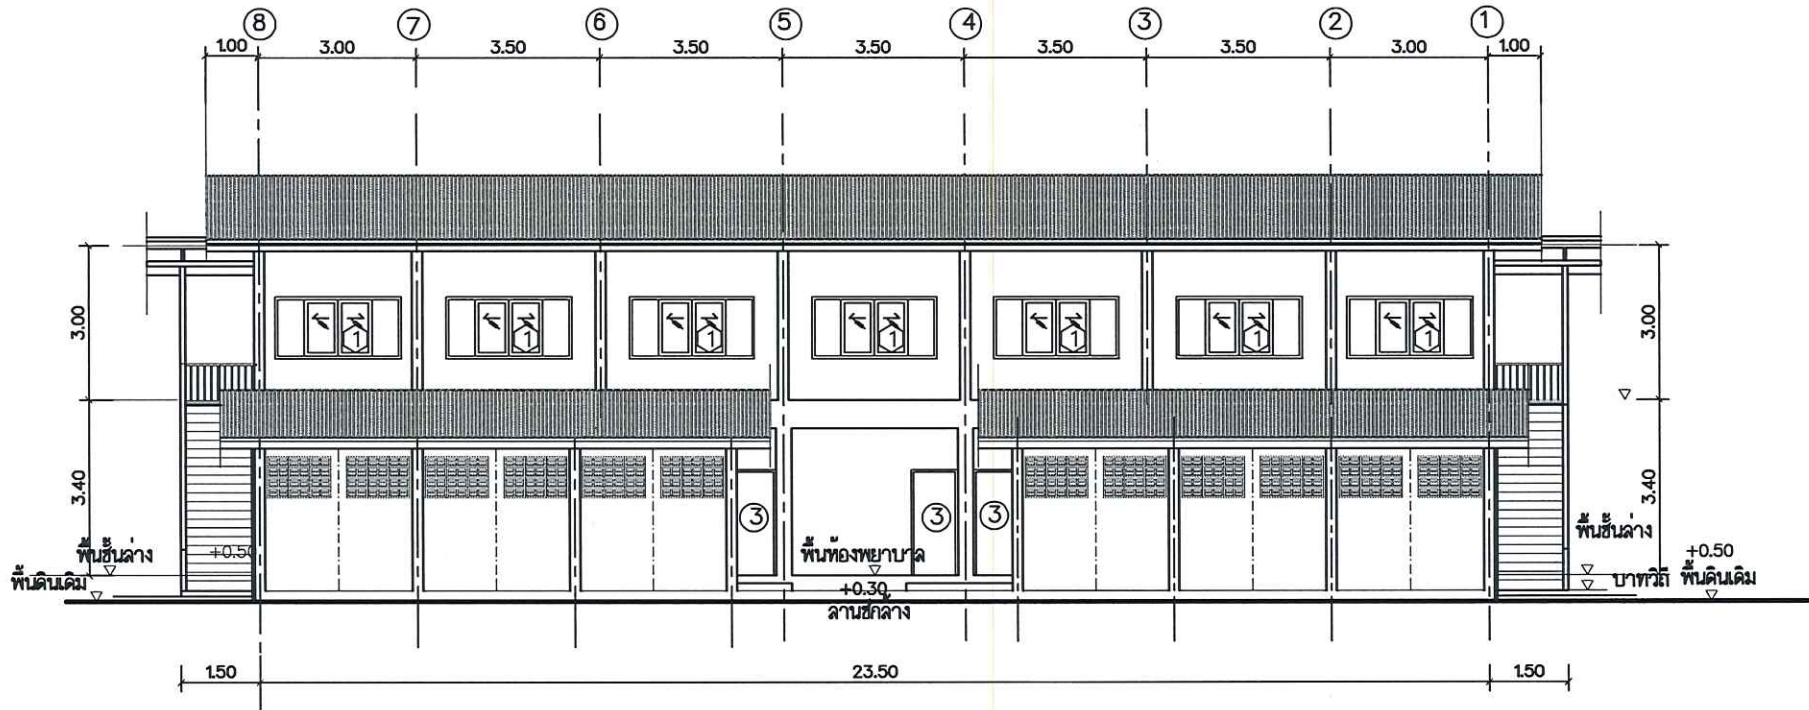 8 7 6 5 4 3 2 1
1.00 3.00 3.50 3.50 3.50 3.50 3.50 3.00 1.00
1 1 1 1 1 1 1
3.00 3.00
3.40 3.40
3 3 3
พื้นชั้นล่าง +0.50 พื้นห้องพยาบาล พื้นชั้นล่าง +0.50
พื้นดินเดิม บาทวิถี พื้นดินเดิม
+0.30
ลานซักล้าง
1.50 23.50 1.50